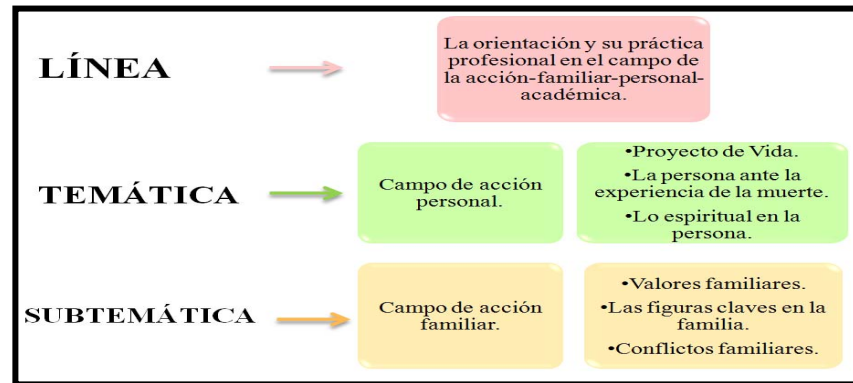 LÍNEA
La orientación y su práctica
profesional en el campo de
la acción-familiar-personal-
académica.
TEMÁTICA
Campo de acción
personal.
•Proyecto de Vida.
•La persona ante la
experiencia de la muerte.
•Lo espiritual en la
persona.
SUBTEMÁTICA
Campo de acción
familiar.
•Valores familiares.
•Las figuras claves en la
familia.
•Conflictos familiares.